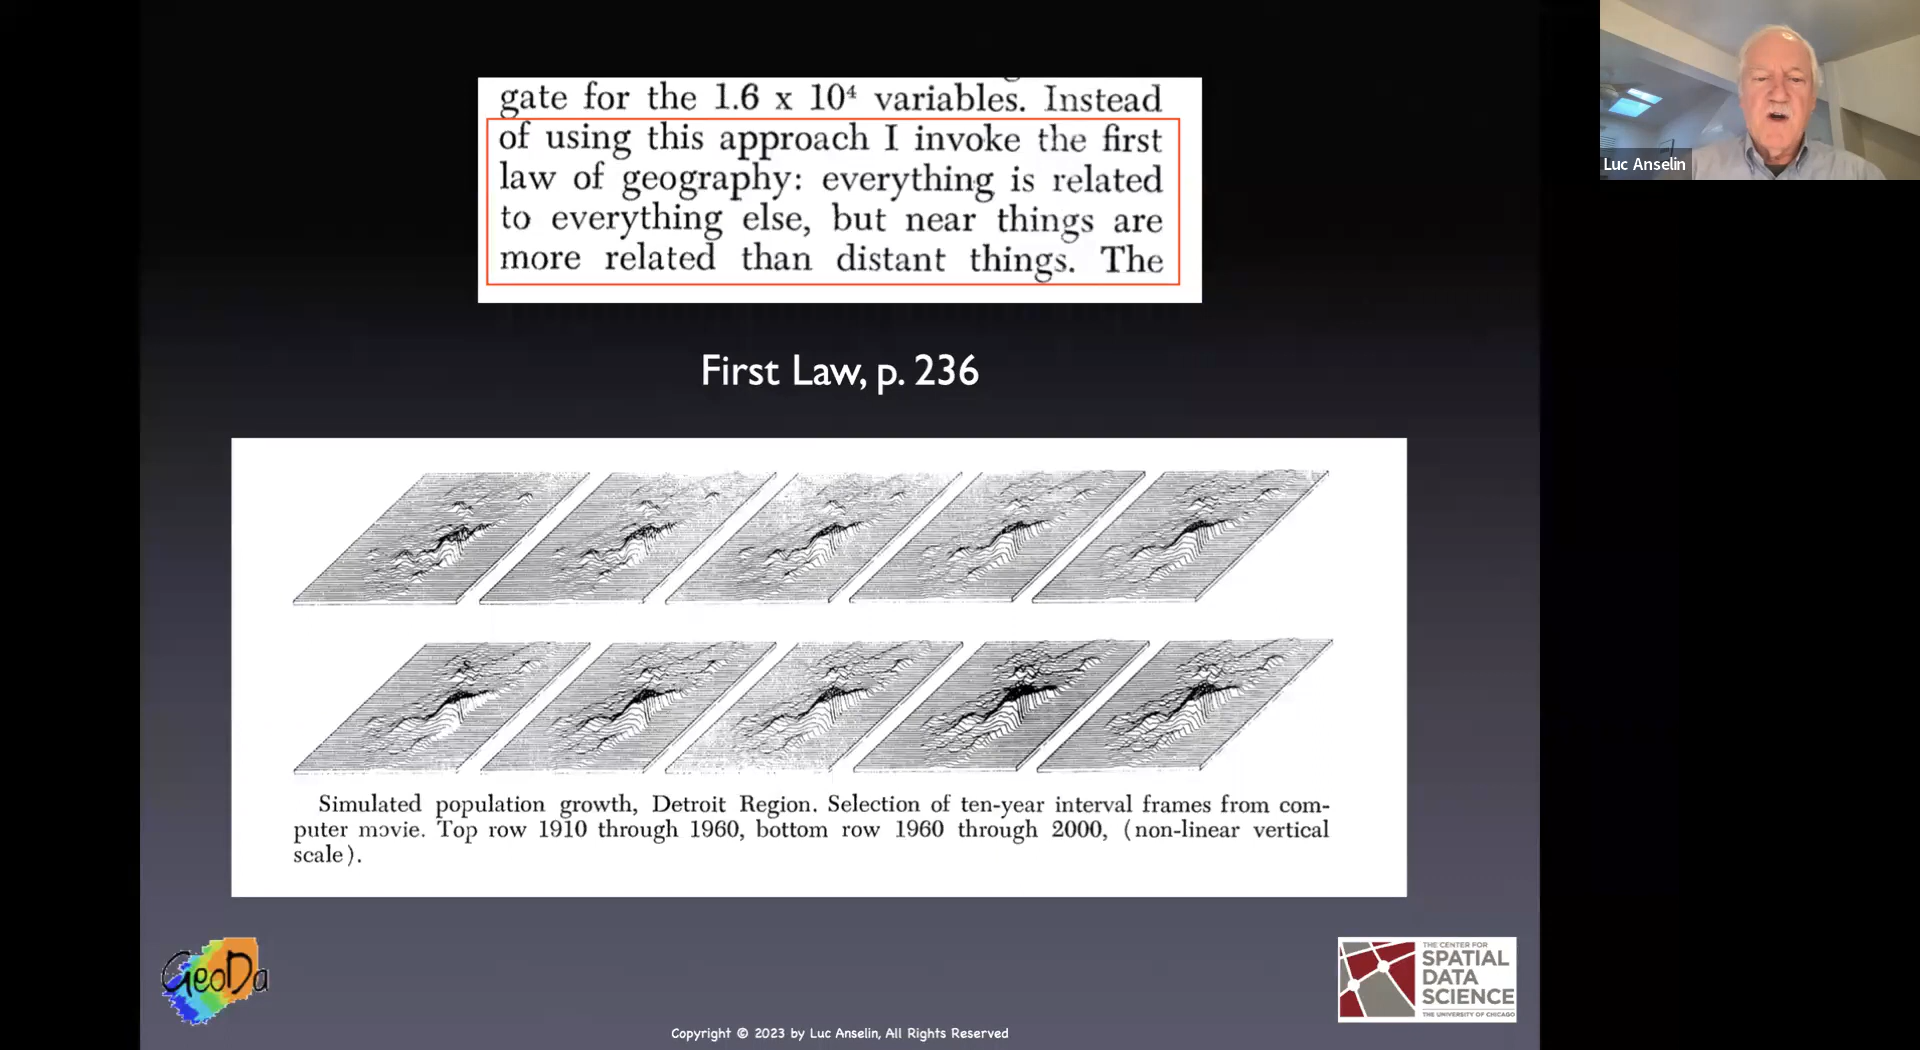 gate for the 1.6 x 10⁴ variables. Instead
of using this approach I invoke the first
law of geography: everything is related
to everything else, but near things are
more related than distant things. The
First Law, p. 236
Simulated population growth, Detroit Region. Selection of ten-year interval frames from com-
puter movie. Top row 1910 through 1960, bottom row 1960 through 2000, (non-linear vertical
scale).
GeoDa
THE CENTER FOR
SPATIAL
DATA
SCIENCE
THE UNIVERSITY OF CHICAGO
Copyright © 2023 by Luc Anselin, All Rights Reserved
Luc Anselin